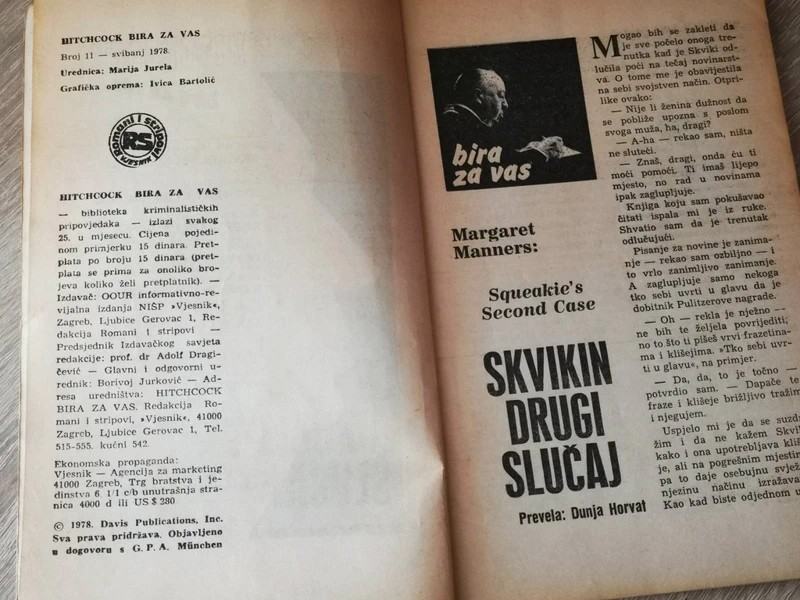 HITCHCOCK BIRA ZA VAS
Broj 11 — svibanj 1978.
Urednica: Marija Jurela
Grafička oprema: Ivica Bartolić
Romani i stripovi
RS
VJESNIK
HITCHCOCK BIRA ZA VAS
— biblioteka kriminalističkih
pripovjedaka — izlazi svakog
25. u mjesecu. Cijena pojedi-
nom primjerku 15 dinara. Pret-
plata po broju 15 dinara (pret-
plata se prima za onoliko bro-
jeva koliko želi pretplatnik). —
Izdavač: OOUR informativno-re-
vijalna izdanja NIŠP »Vjesnik«,
Zagreb, Ljubice Gerovac 1, Re-
dakcija Romani i stripovi —
Predsjednik Izdavačkog savjeta
redakcije: prof. dr Adolf Dragi-
čević — Glavni i odgovorni u-
rednik: Borivoj Jurković — Ad-
resa uredništva: HITCHCOCK
BIRA ZA VAS. Redakcija Ro-
mani i stripovi, »Vjesnik«, 41000
Zagreb, Ljubice Gerovac 1, Tel.
515-555. kućni 542.
Ekonomska propaganda:
Vjesnik — Agencija za marketing
41000 Zagreb, Trg bratstva i je-
dinstva 6 1/1 c/b unutrašnja stra-
nica 4000 d ili US $ 280
© 1978. Davis Publications, Inc.
Sva prava pridržava. Objavljeno
u dogovoru s G. P. A. München
bira
za vas
Margaret
Manners:
Squeakie's
Second Case
SKVIKIN
DRUGI
SLUČAJ
Prevela: Dunja Horvat
Mogao bih se zakleti da
je sve počelo onoga tre-
nutka kad je Skviki od-
lučila poći na tečaj novinarst-
va. O tome me je obavijestila
na sebi svojstven način. Otpri-
like ovako:
— Nije li ženina dužnost da
se pobliže upozna s poslom
svoga muža, ha, dragi?
— A-ha — rekao sam, ništa
ne sluteći.
— Znaš, dragi, onda ću ti
moći pomoći. Ti imaš lijepo
mjesto, no rad u novinama
ipak zaglupljuje.
Knjiga koju sam pokušavao
čitati ispala mi je iz ruke.
Shvatio sam da je trenutak
odlučujući.
Pisanje za novine je zanima-
nje — rekao sam ozbiljno — i
to vrlo zanimljivo zanimanje.
A zaglupljuje samo nekoga
tko sebi uvrti u glavu da je
dobitnik Pulitzerove nagrade.
— Oh — rekla je nježno —
ne bih te željela povrijediti,
no to što ti pišeš vrvi frazetina-
ma i klišejima. »Tko sebi uvr-
ti u glavu«, na primjer.
— Da, da, to je točno —
potvrdio sam. — Dapače te
fraze i klišeje brižljivo tražim
i njegujem.
Uspjelo mi je da se suzd
žim i da ne kažem Skvik
kako i ona upotrebljava kliš
je, ali na pogrešnim mjestim
pa to daje osebujnu svjež
njezinu načinu izražava
Kao kad biste odjednom u